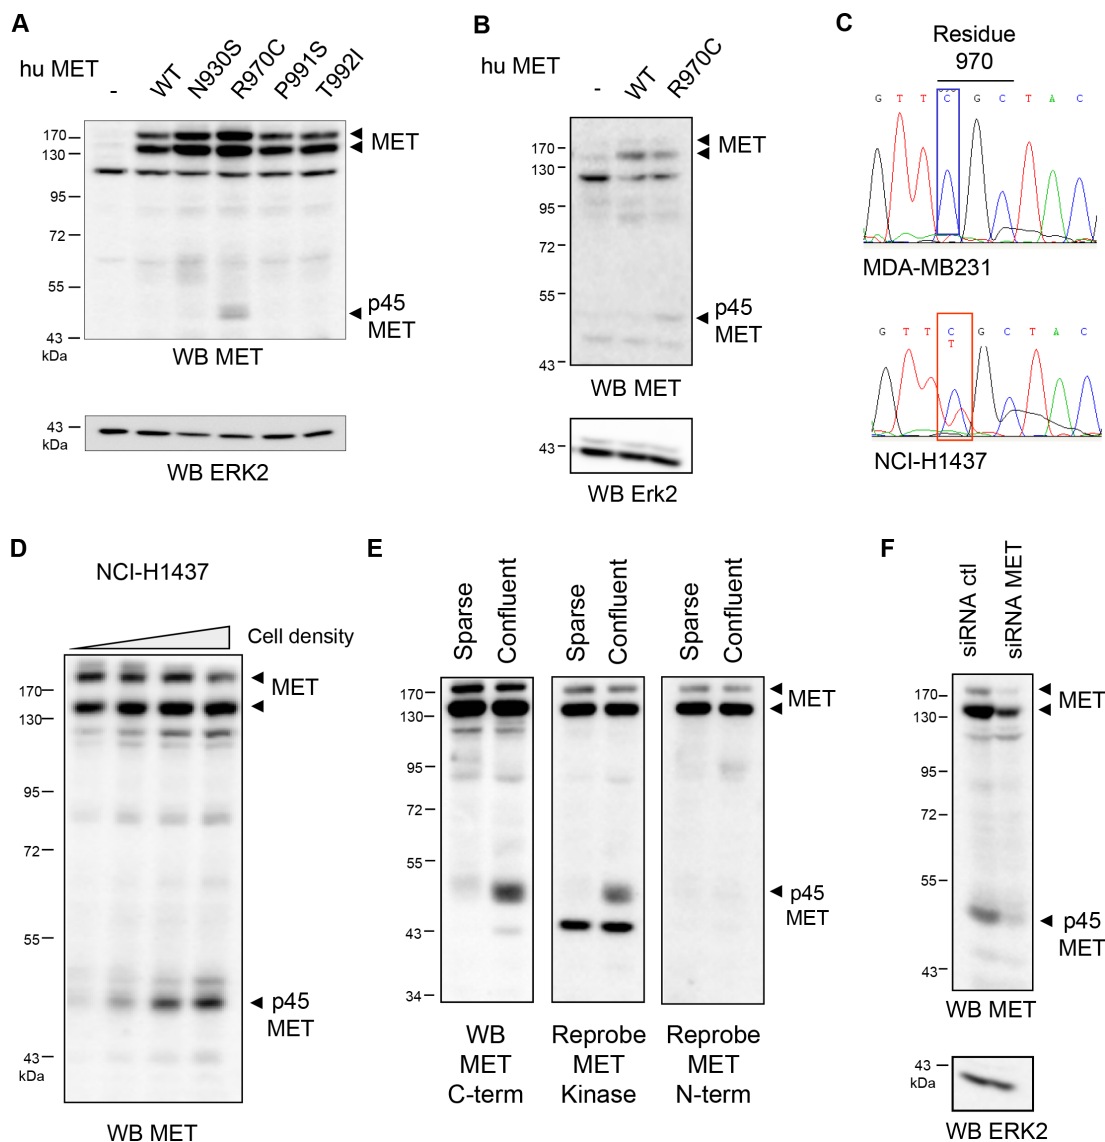 A
hu MET
-
WT
N930S
R970C
P991S
T992I
170
130
95
72
55
43
kDa
MET
p45
MET
WB MET
43
kDa
WB ERK2
B
hu MET
-
WT
R970C
170
130
95
72
55
43
MET
p45
MET
WB MET
43
WB Erk2
C
Residue
970
G T T C G C T A C
MDA-MB231
G T T C G C T A C
T
NCI-H1437
D
NCI-H1437
Cell density
170
130
95
72
55
43
kDa
MET
p45
MET
WB MET
E
Sparse
Confluent
Sparse
Confluent
Sparse
Confluent
170
130
95
72
55
43
34
MET
p45
MET
WB
MET
C-term
Reprobe
MET
Kinase
Reprobe
MET
N-term
F
siRNA ctl
siRNA MET
170
130
95
72
55
43
MET
p45
MET
WB MET
43
kDa
WB ERK2